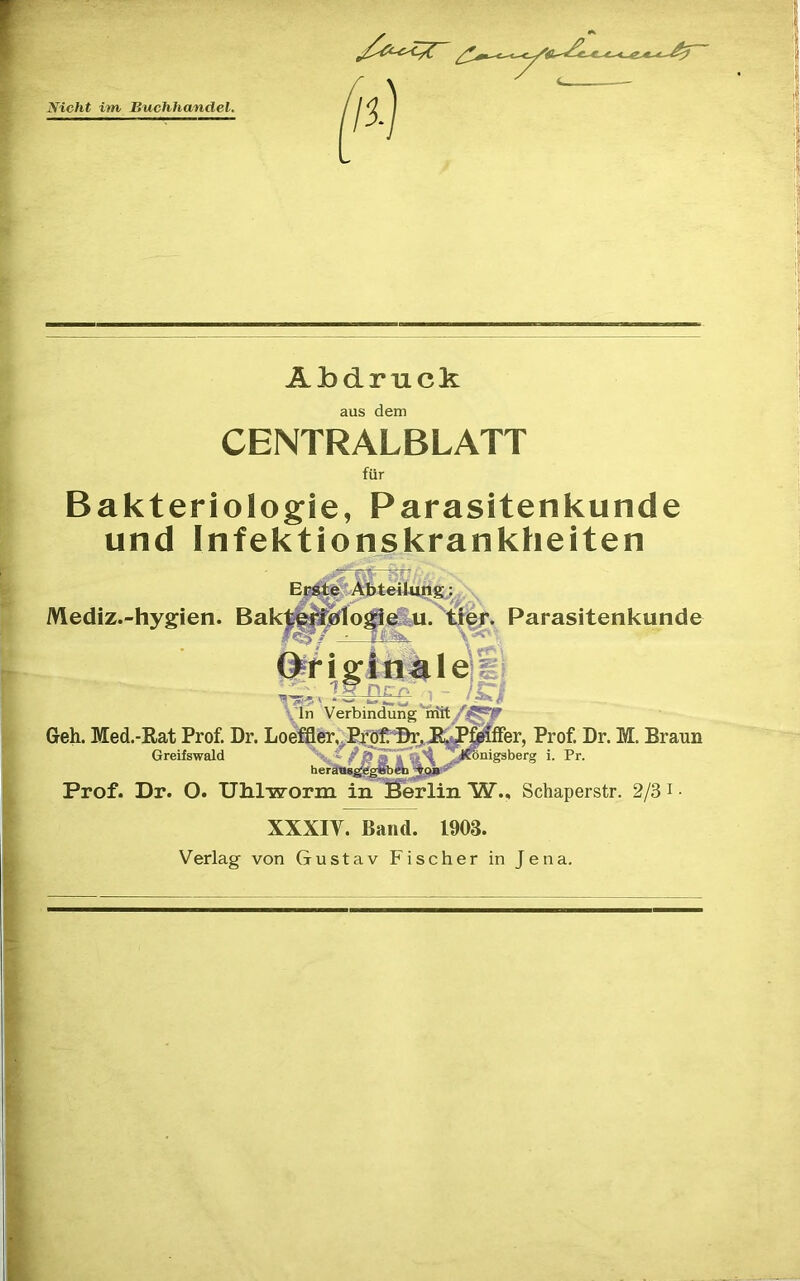 Nicht im Buchhandel.
(13.)
Abdruck
aus dem
CENTRALBLATT
für
Bakteriologie, Parasitenkunde
und Infektionskrankheiten
Erste Abteilung:
Mediz.-hygien. Bakteriologie u. tier. Parasitenkunde
Originale
In Verbindung mit
Geh. Med.-Rat Prof. Dr. Loeffler, Prof. Dr. R. Pfeiffer, Prof. Dr. M. Braun
Greifswald Königsberg i. Pr.
herausgegeben von
Prof. Dr. O. Uhlworm in Berlin W., Schaperstr. 2/3 I.
XXXIV. Band. 1903.
Verlag von Gustav Fischer in Jena.